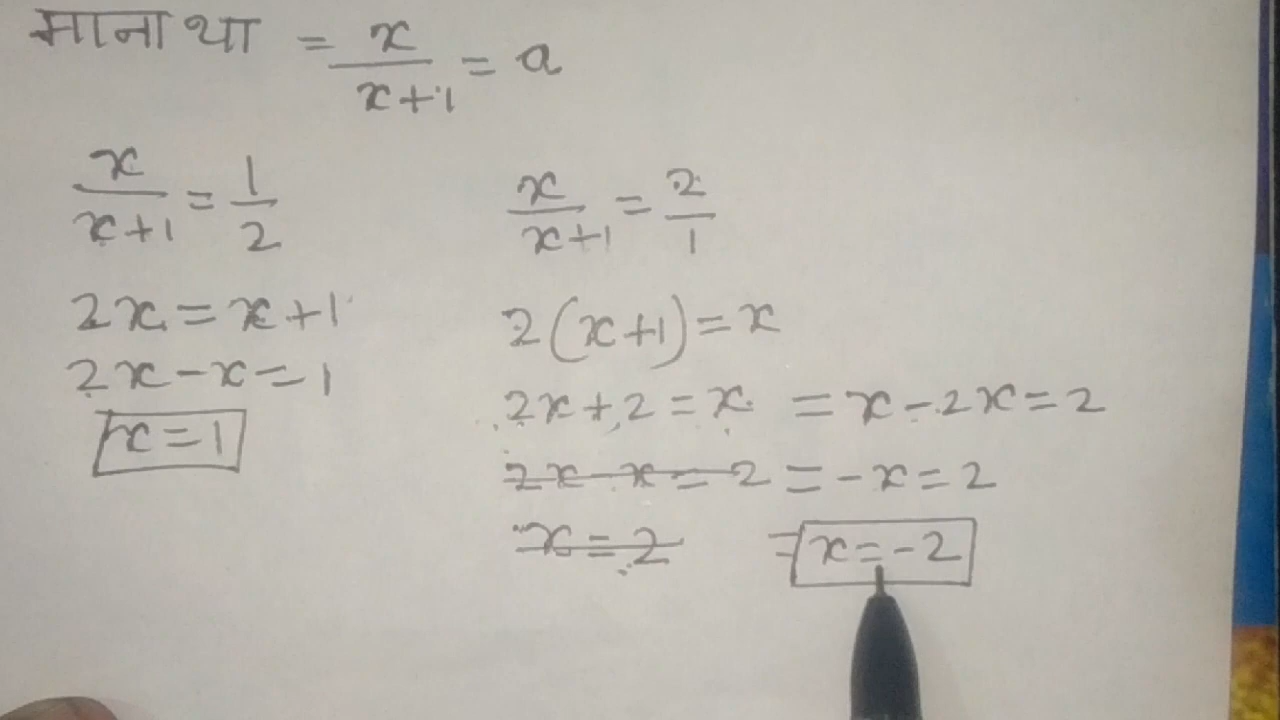 माना था = x/x+1 = a
x/x+1 = 1/2
2x = x+1
2x-x=1
x=1
x/x+1 = 2/1
2(x+1)=x
2x+2=x = x-2x=2
2x-x=2 = -x=2
x=2 = x=-2